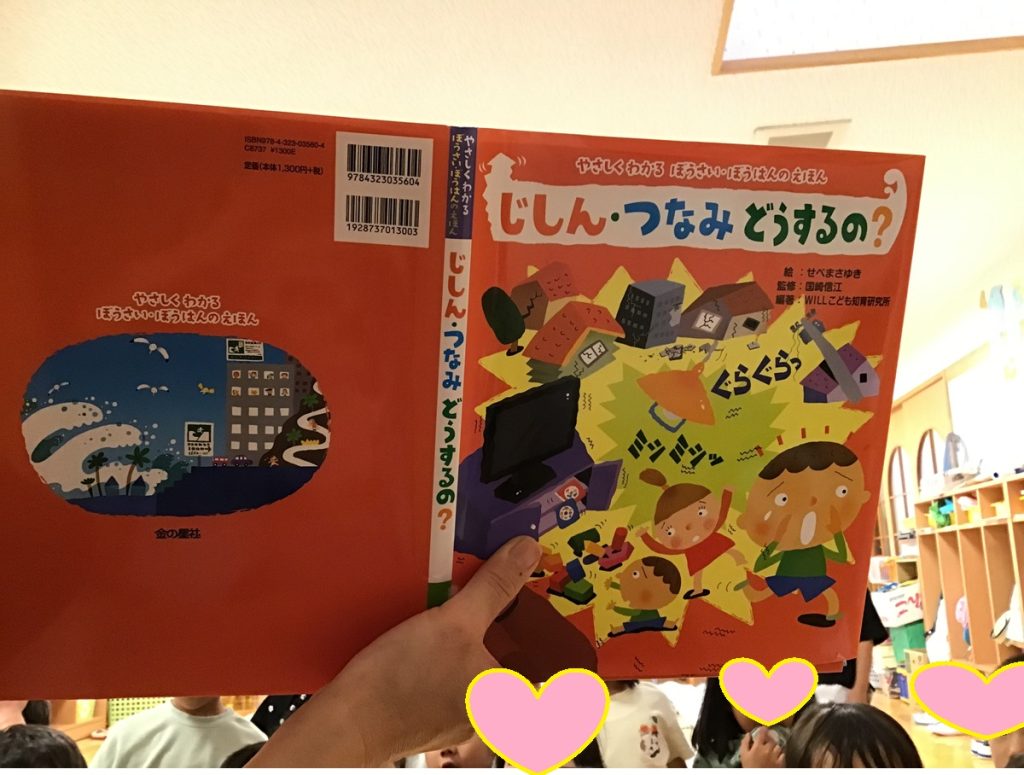 ISBN978-4-323-03560-4
C8737 ¥1300E
定価(本体1,300円+税)
9784323035604
1928737013003
やさしく わかる
ぼうさい・ぼうはんの えほん
金の星社
やさしく わかる
ぼうさい・ぼうはんの えほん
じしん・つなみ どうするの?
やさしく わかる ぼうさい・ぼうはんの えほん
じしん・つなみ どうするの?
絵 : せべまさゆき
監修 : 国崎信江
編著 : WILLこども知育研究所
ぐらぐらっ
ドッドドッ